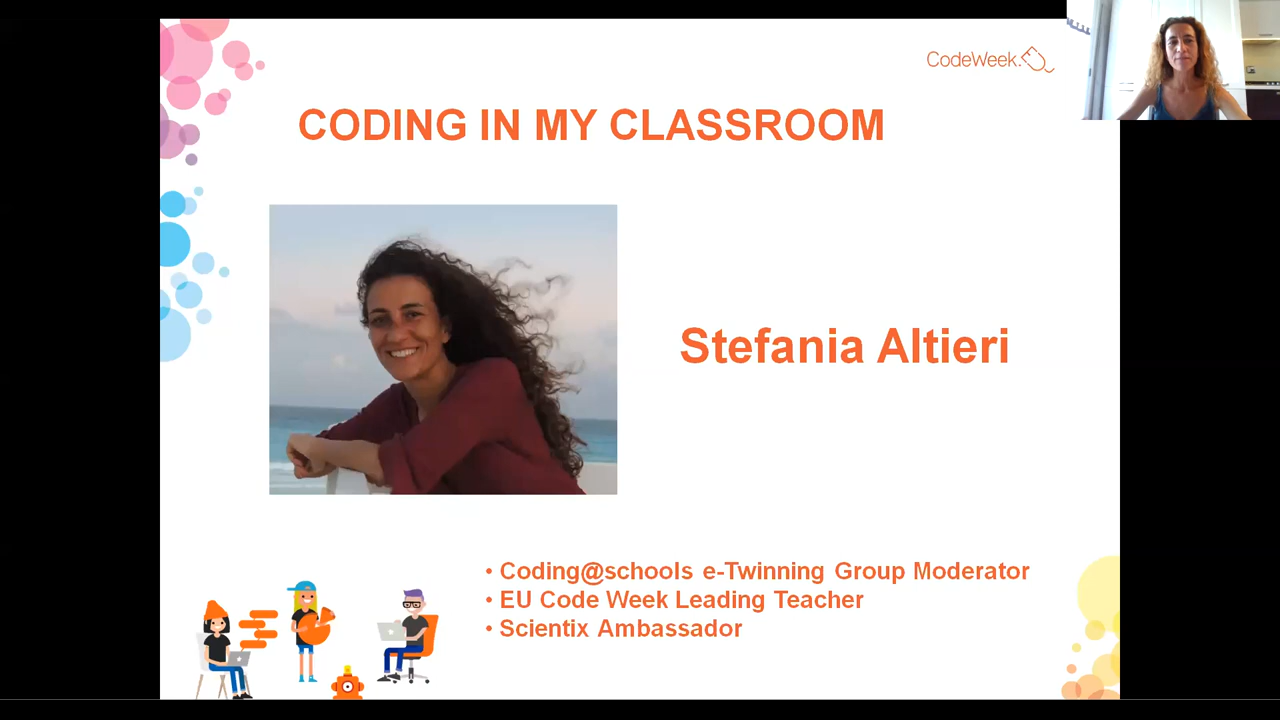 CodeWeek.
CODING IN MY CLASSROOM
Stefania Altieri
• Coding@schools e-Twinning Group Moderator
• EU Code Week Leading Teacher
• Scientix Ambassador